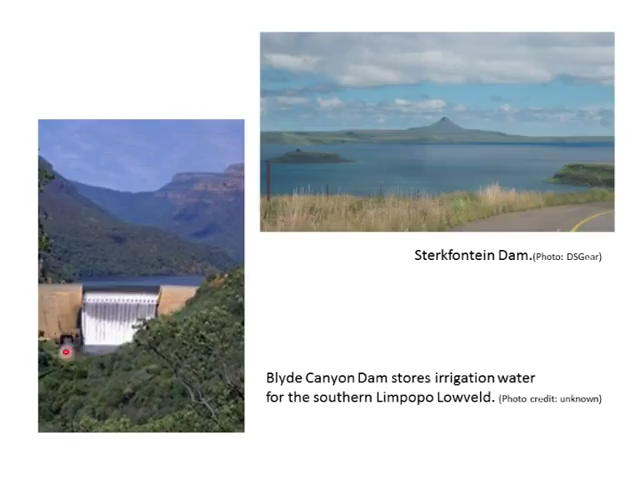 Sterkfontein Dam.(Photo: DSGear)
Blyde Canyon Dam stores irrigation water
for the southern Limpopo Lowveld. (Photo credit: unknown)